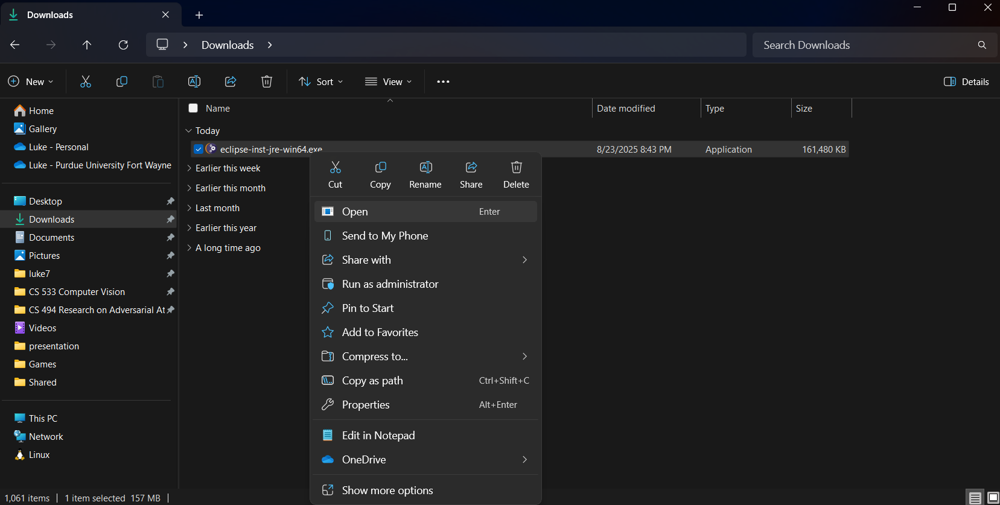 Downloads
Downloads
Search Downloads
New
Sort
View
Details
Home
Gallery
Luke - Personal
Luke - Purdue University Fort Wayne
Desktop
Downloads
Documents
Pictures
luke7
CS 533 Computer Vision
CS 494 Research on Adversarial At
Videos
presentation
Games
Shared
This PC
Network
Linux
Name Date modified Type Size
Today
eclipse-inst-jre-win64.exe 8/23/2025 8:43 PM Application 161,480 KB
Earlier this week
Earlier this month
Last month
Earlier this year
A long time ago
Cut Copy Rename Share Delete
Open Enter
Send to My Phone
Share with
Run as administrator
Pin to Start
Add to Favorites
Compress to...
Copy as path Ctrl+Shift+C
Properties Alt+Enter
Edit in Notepad
OneDrive
Show more options
1,061 items 1 item selected 157 MB